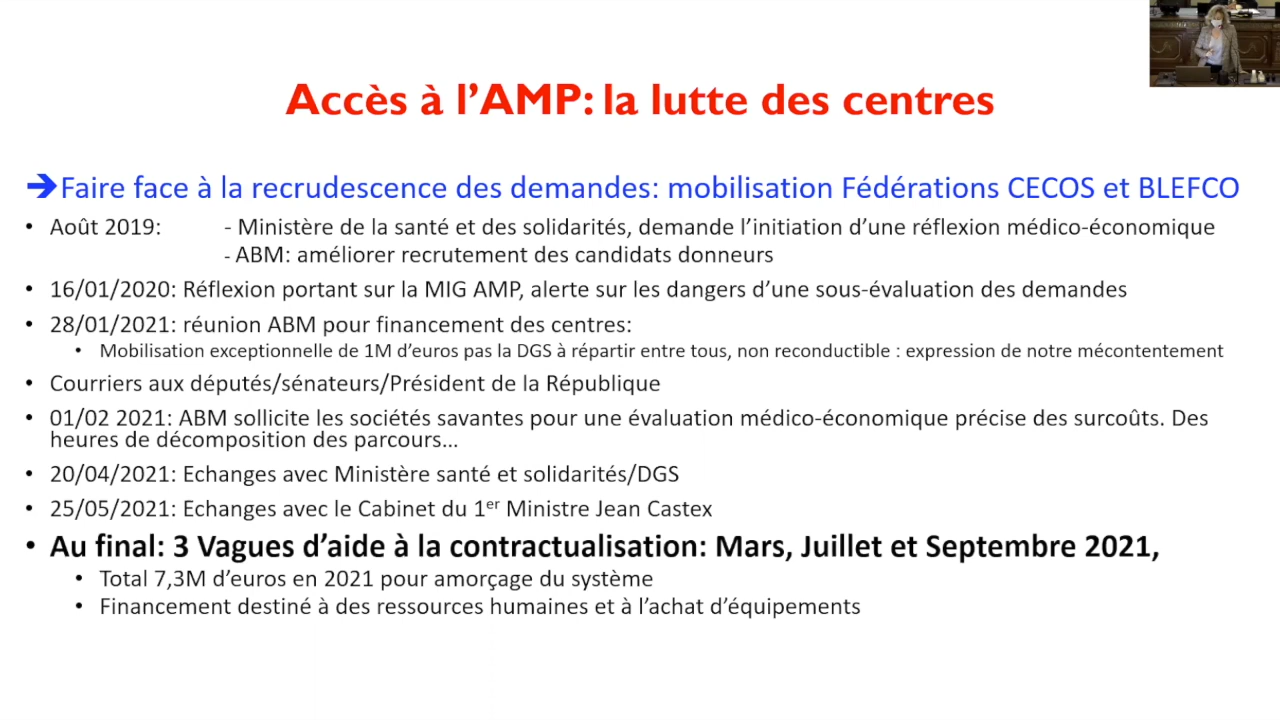 Accès à l'AMP: la lutte des centres
➔Faire face à la recrudescence des demandes: mobilisation Fédérations CECOS et BLEFCO
• Août 2019: - Ministère de la santé et des solidarités, demande l'initiation d'une réflexion médico-économique
- ABM: améliorer recrutement des candidats donneurs
• 16/01/2020: Réflexion portant sur la MIG AMP, alerte sur les dangers d'une sous-évaluation des demandes
• 28/01/2021: réunion ABM pour financement des centres:
• Mobilisation exceptionnelle de 1M d'euros pas la DGS à répartir entre tous, non reconductible : expression de notre mécontentement
• Courriers aux députés/sénateurs/Président de la République
• 01/02 2021: ABM sollicite les sociétés savantes pour une évaluation médico-économique précise des surcoûts. Des
heures de décomposition des parcours...
• 20/04/2021: Echanges avec Ministère santé et solidarités/DGS
• 25/05/2021: Echanges avec le Cabinet du 1er Ministre Jean Castex
• Au final: 3 Vagues d'aide à la contractualisation: Mars, Juillet et Septembre 2021,
• Total 7,3M d'euros en 2021 pour amorçage du système
• Financement destiné à des ressources humaines et à l'achat d'équipements